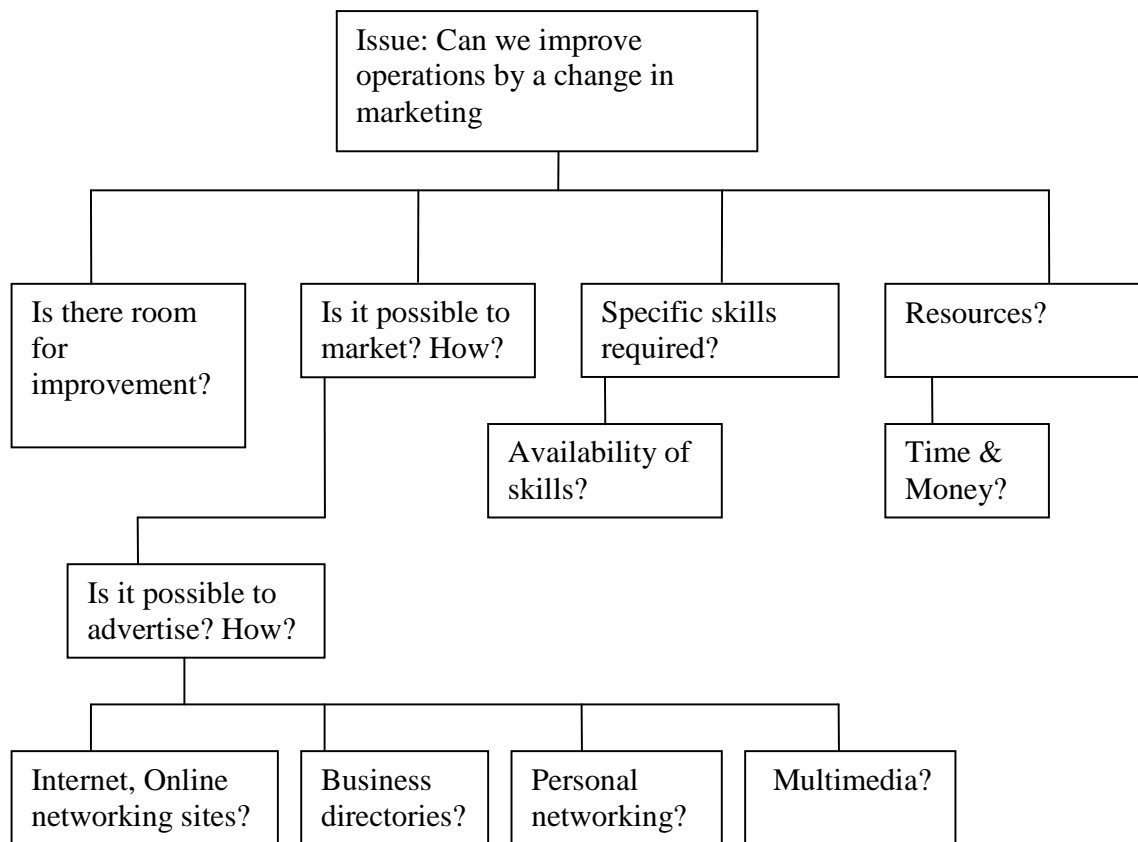 Issue: Can we improve
operations by a change in
marketing
Is there room
for
improvement?
Is it possible to
market? How?
Specific skills
required?
Resources?
Availability of
skills?
Time &
Money?
Is it possible to
advertise? How?
Internet, Online
networking sites?
Business
directories?
Personal
networking?
Multimedia?